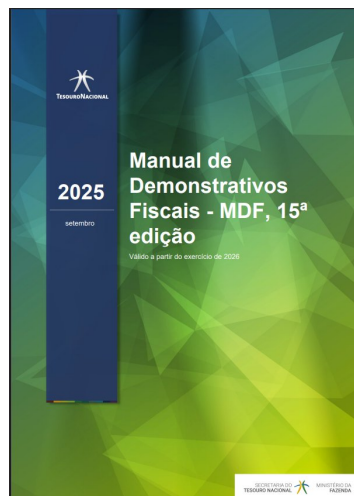 TESOURONACIONAL
2025
setembro
Manual de
Demonstrativos
Fiscais - MDF, 15ª
edição
Válido a partir do exercício de 2026
SECRETARIA DO
TESOURO NACIONAL
MINISTÉRIO DA
FAZENDA